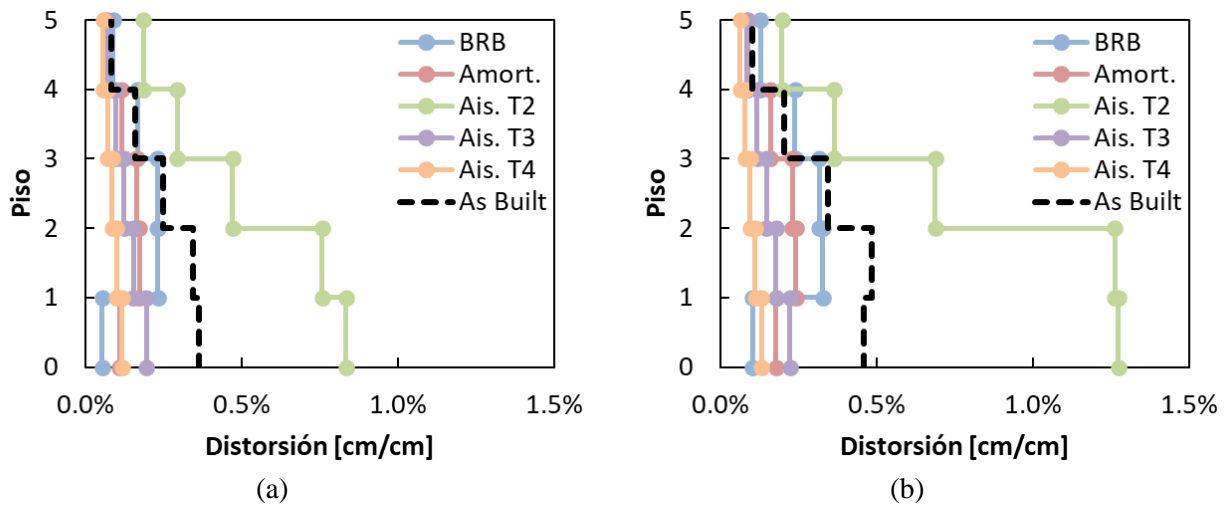 5
4
3
2
1
0
Piso
BRB
Amort.
Ais. T2
Ais. T3
Ais. T4
As Built
0.0% 0.5% 1.0% 1.5%
Distorsión [cm/cm]
(a)
5
4
3
2
1
0
Piso
BRB
Amort.
Ais. T2
Ais. T3
Ais. T4
As Built
0.0% 0.5% 1.0% 1.5%
Distorsión [cm/cm]
(b)